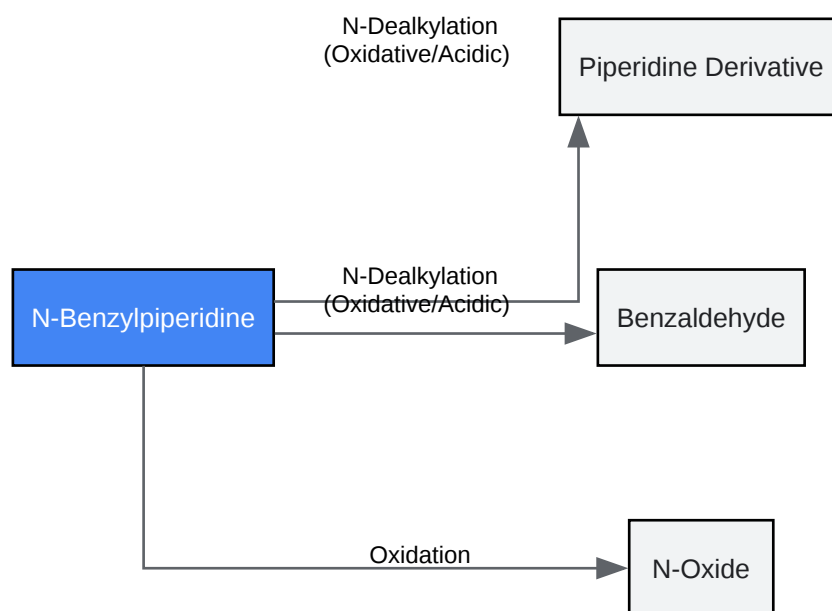 N-Dealkylation
(Oxidative/Acidic)
Piperidine Derivative
N-Dealkylation
(Oxidative/Acidic)
N-Benzylpiperidine
Benzaldehyde
Oxidation
N-Oxide